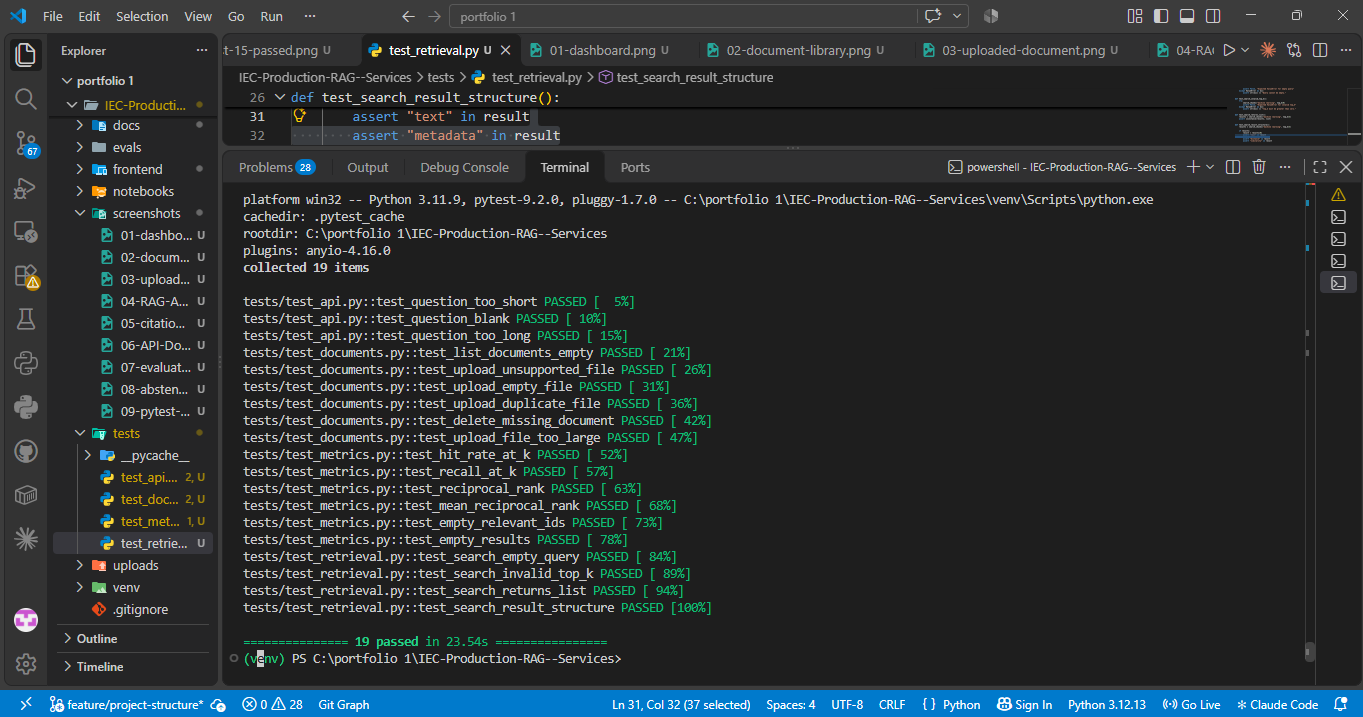 File Edit Selection View Go Run ··· portfolio 1
Explorer ···
t-15-passed.png U test_retrieval.py U 01-dashboard.png U 02-document-library.png U 03-uploaded-document.png U 04-RA
portfolio 1
IEC-Producti...
docs
evals
frontend
notebooks
screenshots
01-dashbo... U
02-docum... U
03-upload... U
04-RAG-A... U
05-citatio... U
06-API-Do... U
07-evaluat... U
08-absten... U
09-pytest-... U
tests
__pycache__
test_api.... 2, U
test_doc... 2, U
test_met... 1, U
test_retrie... U
uploads
venv
.gitignore
Outline
Timeline
67
IEC-Production-RAG--Services > tests > test_retrieval.py > test_search_result_structure
26 def test_search_result_structure():
31 assert "text" in result
32 assert "metadata" in result
Problems 28 Output Debug Console Terminal Ports powershell - IEC-Production-RAG--Services
platform win32 -- Python 3.11.9, pytest-9.2.0, pluggy-1.7.0 -- C:\portfolio 1\IEC-Production-RAG--Services\venv\Scripts\python.exe
cachedir: .pytest_cache
rootdir: C:\portfolio 1\IEC-Production-RAG--Services
plugins: anyio-4.16.0
collected 19 items
tests/test_api.py::test_question_too_short PASSED [  5%]
tests/test_api.py::test_question_blank PASSED [ 10%]
tests/test_api.py::test_question_too_long PASSED [ 15%]
tests/test_documents.py::test_list_documents_empty PASSED [ 21%]
tests/test_documents.py::test_upload_unsupported_file PASSED [ 26%]
tests/test_documents.py::test_upload_empty_file PASSED [ 31%]
tests/test_documents.py::test_upload_duplicate_file PASSED [ 36%]
tests/test_documents.py::test_delete_missing_document PASSED [ 42%]
tests/test_documents.py::test_upload_file_too_large PASSED [ 47%]
tests/test_metrics.py::test_hit_rate_at_k PASSED [ 52%]
tests/test_metrics.py::test_recall_at_k PASSED [ 57%]
tests/test_metrics.py::test_reciprocal_rank PASSED [ 63%]
tests/test_metrics.py::test_mean_reciprocal_rank PASSED [ 68%]
tests/test_metrics.py::test_empty_relevant_ids PASSED [ 73%]
tests/test_metrics.py::test_empty_results PASSED [ 78%]
tests/test_retrieval.py::test_search_empty_query PASSED [ 84%]
tests/test_retrieval.py::test_search_invalid_top_k PASSED [ 89%]
tests/test_retrieval.py::test_search_returns_list PASSED [ 94%]
tests/test_retrieval.py::test_search_result_structure PASSED [100%]
=============== 19 passed in 23.54s ================
(venv) PS C:\portfolio 1\IEC-Production-RAG--Services>
feature/project-structure* 0 28 Git Graph Ln 31, Col 32 (37 selected) Spaces: 4 UTF-8 CRLF { } Python Sign In Python 3.12.13 Go Live Claude Code